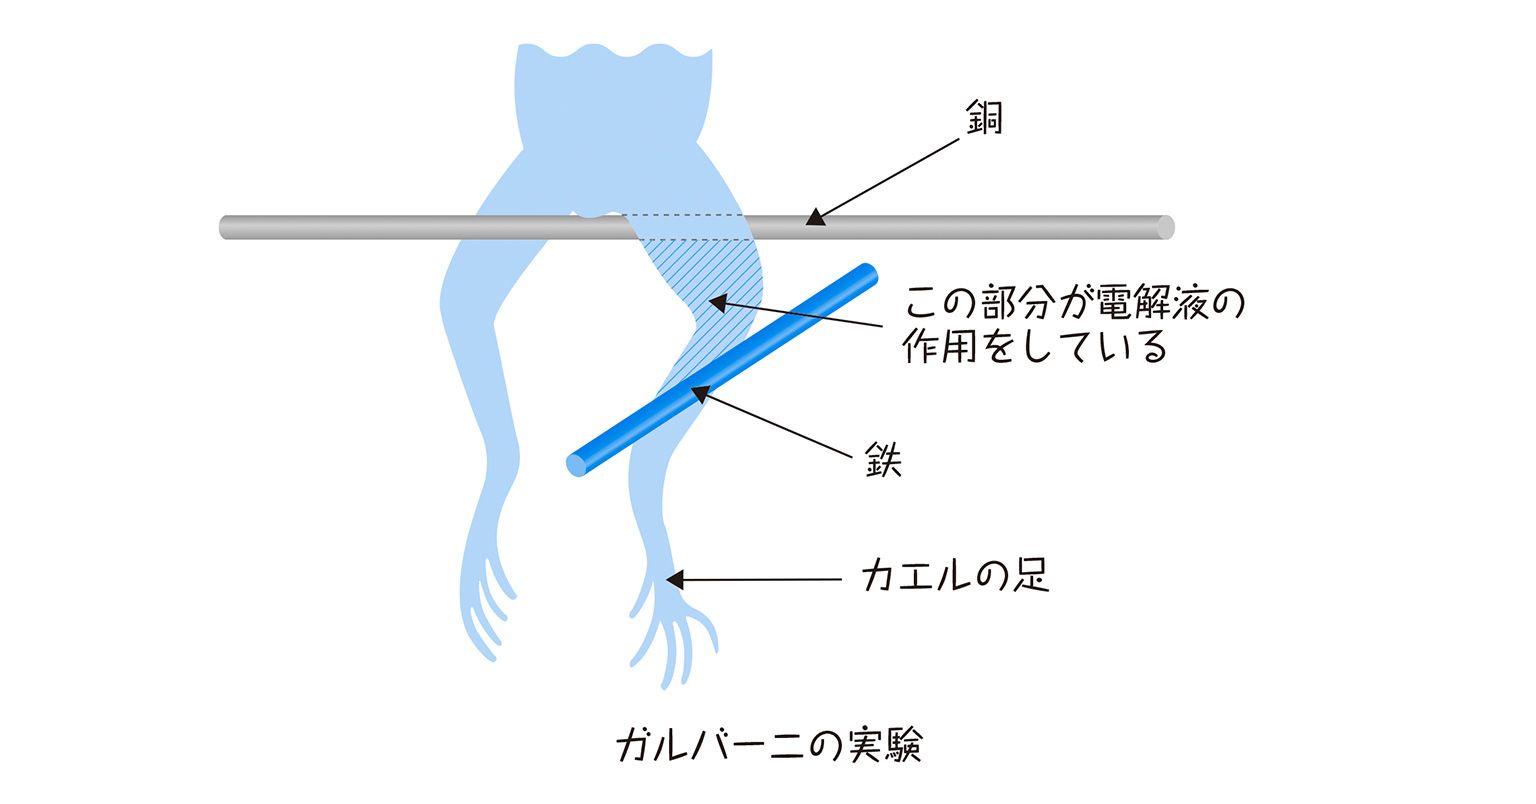 銅
この部分が電解液の
作用をしている
鉄
カエルの足
ガルバーニの実験